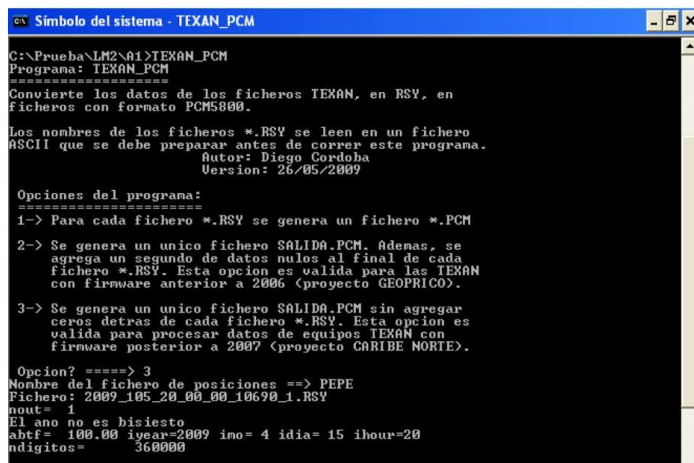 Símbolo del sistema - TEXAN_PCM
C:\Prueba\LM2\A1>TEXAN_PCM
Programa: TEXAN_PCM
===================
Convierte los datos de los ficheros TEXAN, en RSY, en
ficheros con formato PCM5800.
Los nombres de los ficheros *.RSY se leen en un fichero
ASCII que se debe preparar antes de correr este programa.
Autor: Diego Cordoba
Version: 26/05/2009
Opciones del programa:
======================
1-> Para cada fichero *.RSY se genera un fichero *.PCM
2-> Se genera un unico fichero SALIDA.PCM. Ademas, se
agrega un segundo de datos nulos al final de cada
fichero *.RSY. Esta opcion es valida para las TEXAN
con firmware anterior a 2006 (proyecto GEOPRICO).
3-> Se genera un unico fichero SALIDA.PCM sin agregar
ceros detras de cada fichero *.RSY. Esta opcion es
valida para procesar datos de equipos TEXAN con
firmware posterior a 2007 (proyecto CARIBE NORTE).
Opcion? =====> 3
Nombre del fichero de posiciones ==> PEPE
Fichero: 2009_105_20_00_00_10690_1.RSY
nout= 1
El ano no es bisiesto
abtf= 100.00 iyear=2009 imo= 4 idia= 15 ihour=20
ndigitos= 360000